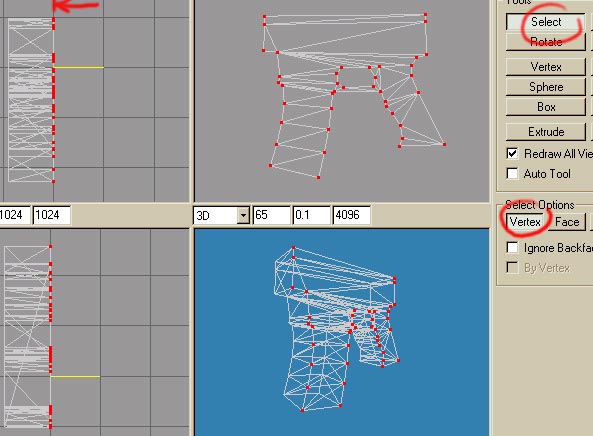 Tools
Select
Rotate
Vertex
Sphere
Box
Extrude
Redraw All Vie
Auto Tool
1024 1024 3D 65 0.1 4096
Select Options
Vertex Face
Ignore Backfa
By Vertex